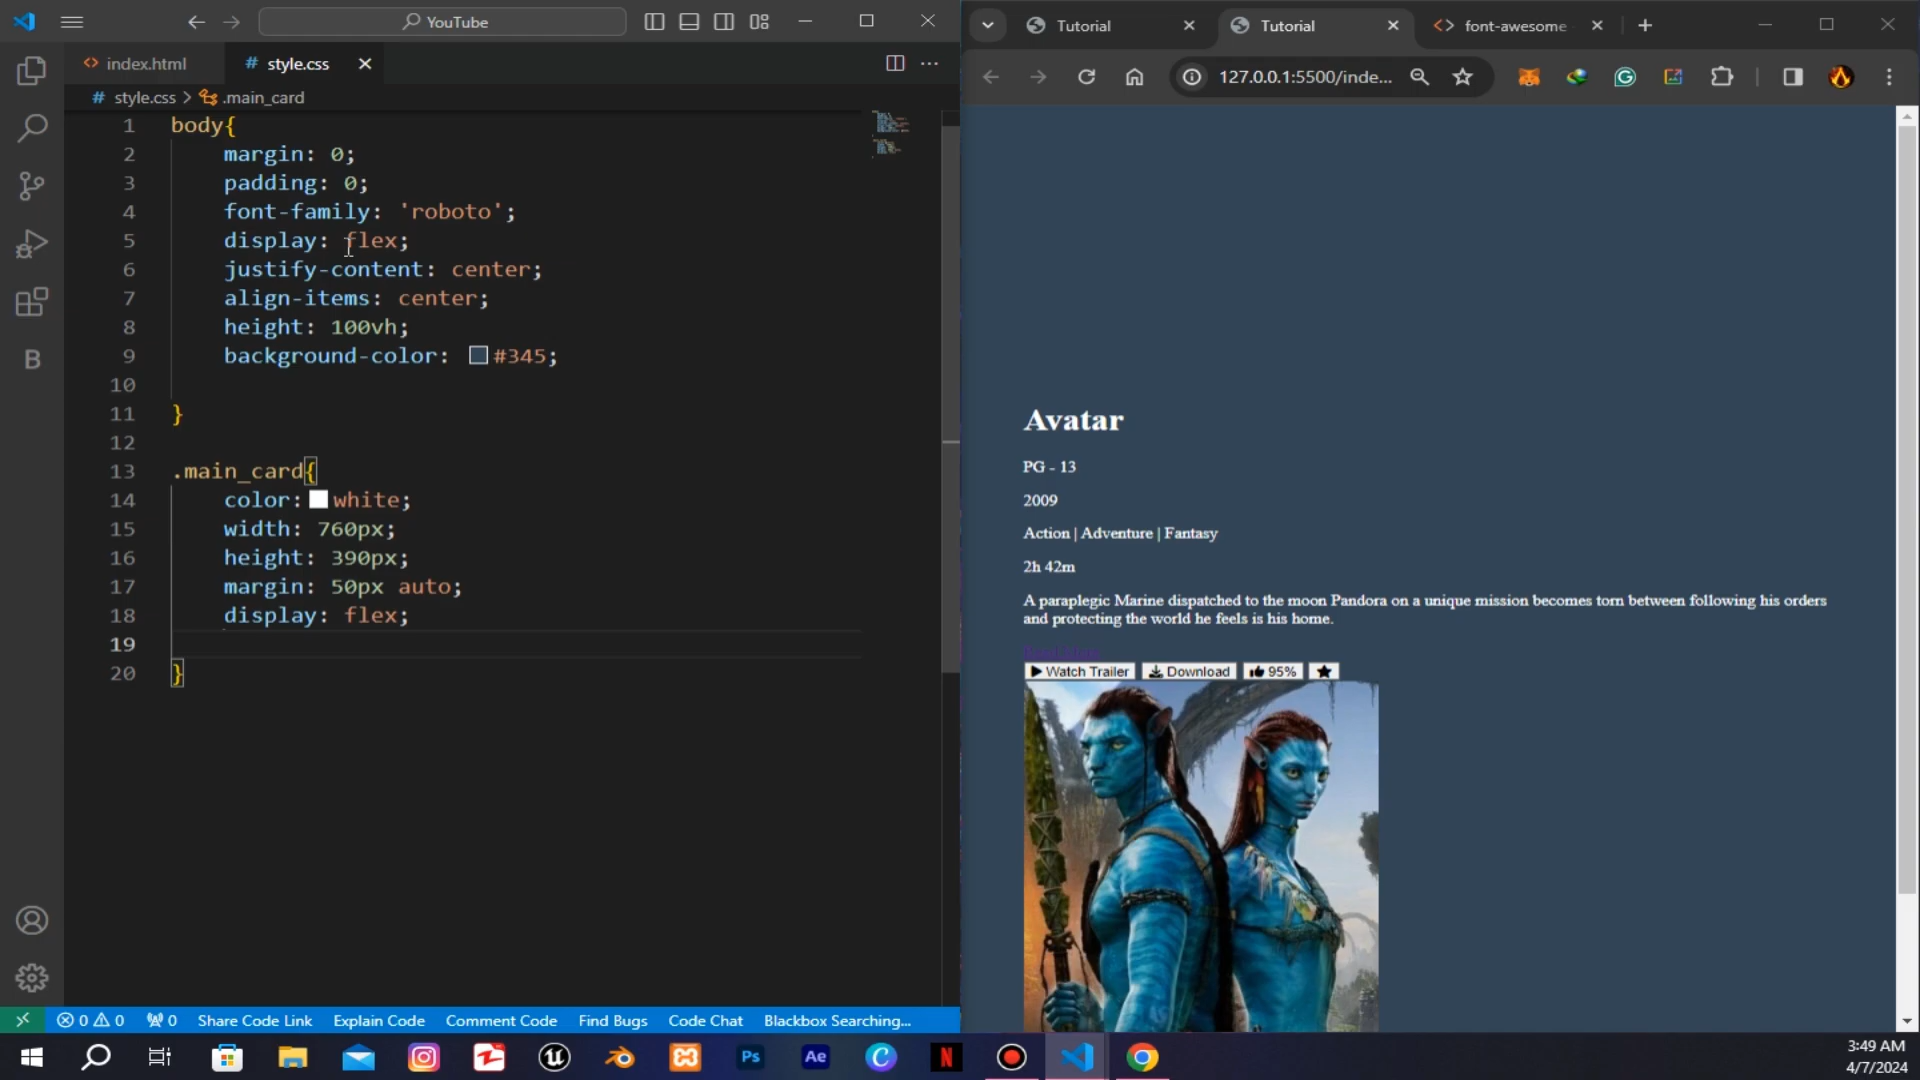 YouTube
index.html
# style.css
# style.css > .main_card
1 body{
2 margin: 0;
3 padding: 0;
4 font-family: 'roboto';
5 display: flex;
6 justify-content: center;
7 align-items: center;
8 height: 100vh;
9 background-color: #345;
10
11 }
12
13 .main_card{
14 color: white;
15 width: 760px;
16 height: 390px;
17 margin: 50px auto;
18 display: flex;
19
20 }
B
0 0 0 Share Code Link Explain Code Comment Code Find Bugs Code Chat Blackbox Searching...
Tutorial
Tutorial
<> font-awesome
127.0.0.1:5500/inde...
Avatar
PG - 13
2009
Action | Adventure | Fantasy
2h 42m
A paraplegic Marine dispatched to the moon Pandora on a unique mission becomes torn between following his orders
and protecting the world he feels is his home.
Watch Trailer Download 95%
Ps Ae N
3:49 AM
4/7/2024